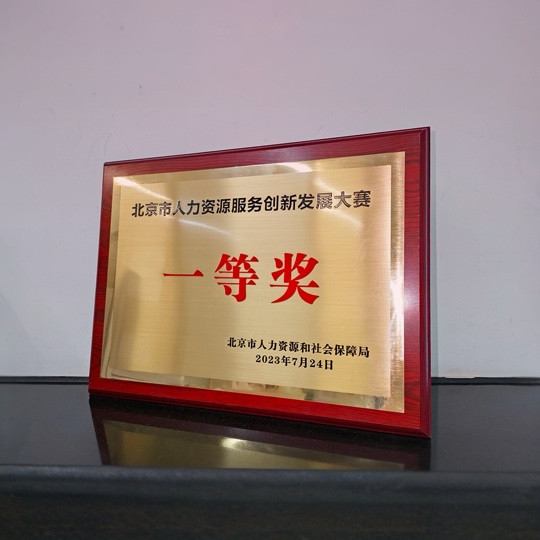 北京市人力资源服务创新发展大赛
一等奖
北京市人力资源和社会保障局
2023年7月24日